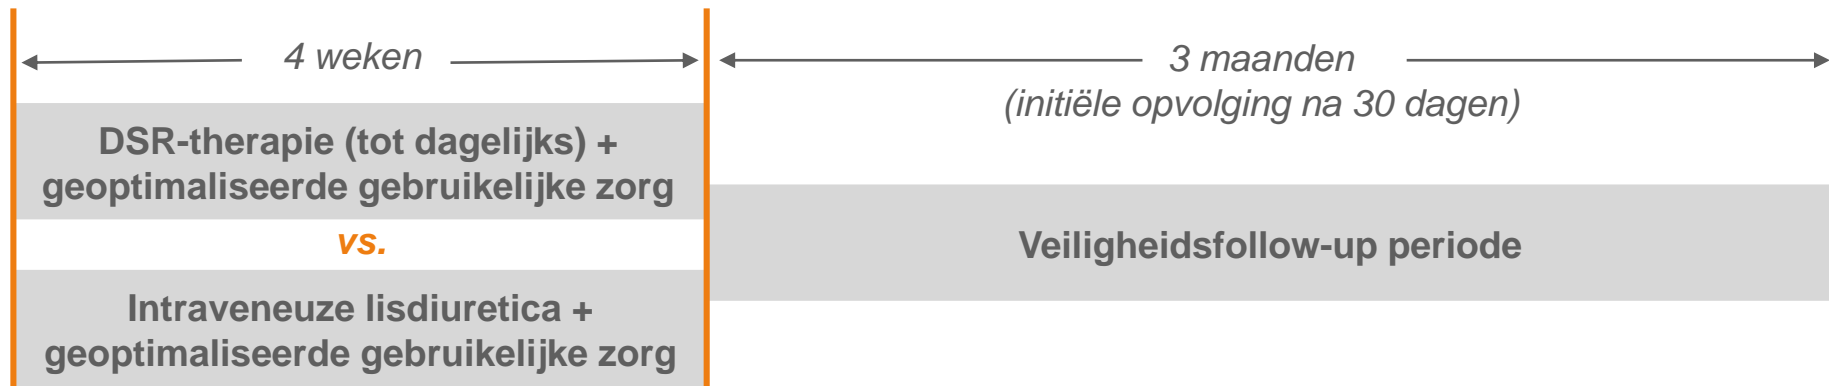 4 weken
3 maanden
(initiële opvolging na 30 dagen)
DSR-therapie (tot dagelijks) +
geoptimaliseerde gebruikelijke zorg
vs.
Intraveneuze lisdiuretica +
geoptimaliseerde gebruikelijke zorg
Veiligheidsfollow-up periode